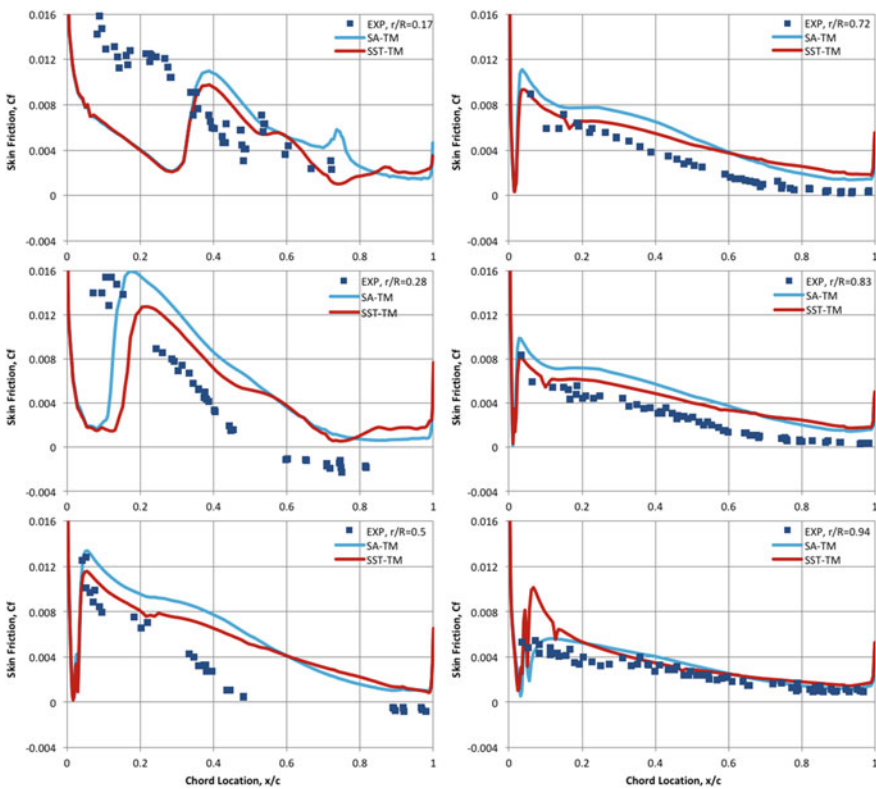 0.016
0.012
0.008
0.004
0
-0.004
Skin Friction, Cf
0
0.2
0.4
0.6
0.8
1
EXP, r/R=0.17
SA-TM
SST-TM
0.016
0.012
0.008
0.004
0
-0.004
Skin Friction, Cf
0
0.2
0.4
0.6
0.8
1
EXP, r/R=0.72
SA-TM
SST-TM
0.016
0.012
0.008
0.004
0
-0.004
Skin Friction, Cf
0
0.2
0.4
0.6
0.8
1
EXP, r/R=0.28
SA-TM
SST-TM
0.016
0.012
0.008
0.004
0
-0.004
Skin Friction, Cf
0
0.2
0.4
0.6
0.8
1
EXP, r/R=0.83
SA-TM
SST-TM
0.016
0.012
0.008
0.004
0
-0.004
Skin Friction, Cf
0
0.2
0.4
0.6
0.8
1
Chord Location, x/c
EXP, r/R=0.5
SA-TM
SST-TM
0.016
0.012
0.008
0.004
0
-0.004
Skin Friction, Cf
0
0.2
0.4
0.6
0.8
1
Chord Location, x/c
EXP, r/R=0.94
SA-TM
SST-TM